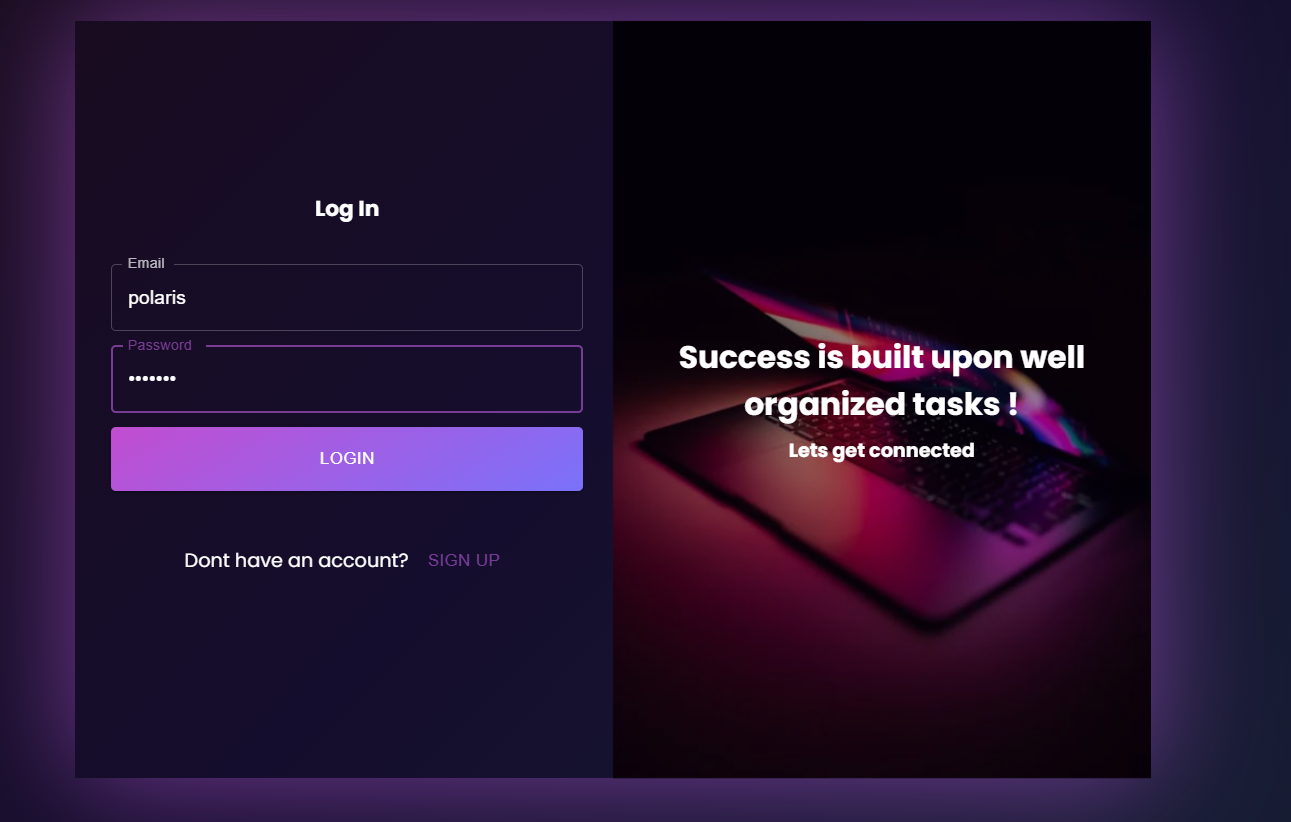 Log In
Email
polaris
Password
•••••••
LOGIN
Dont have an account? SIGN UP
Success is built upon well
organized tasks !
Lets get connected